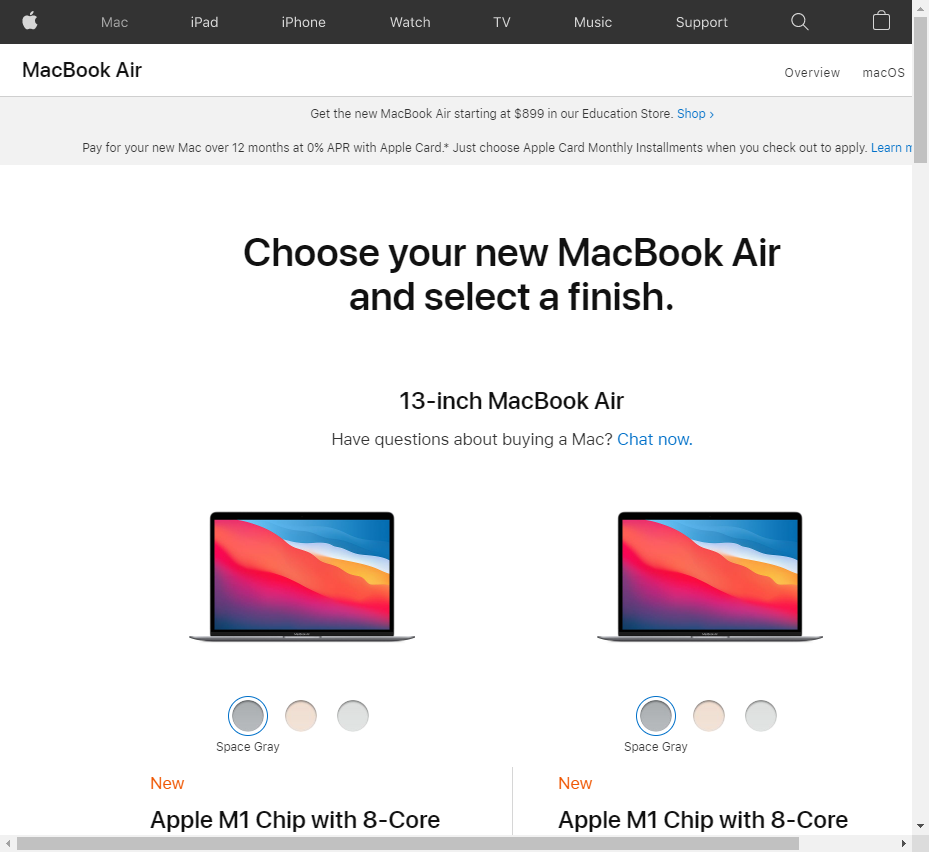 Mac iPad iPhone Watch TV Music Support
MacBook Air
Overview macOS
Get the new MacBook Air starting at $899 in our Education Store. Shop ›
Pay for your new Mac over 12 months at 0% APR with Apple Card.* Just choose Apple Card Monthly Installments when you check out to apply. Learn
Choose your new MacBook Air
and select a finish.
13-inch MacBook Air
Have questions about buying a Mac? Chat now.
Space Gray Space Gray
New New
Apple M1 Chip with 8-Core Apple M1 Chip with 8-Core